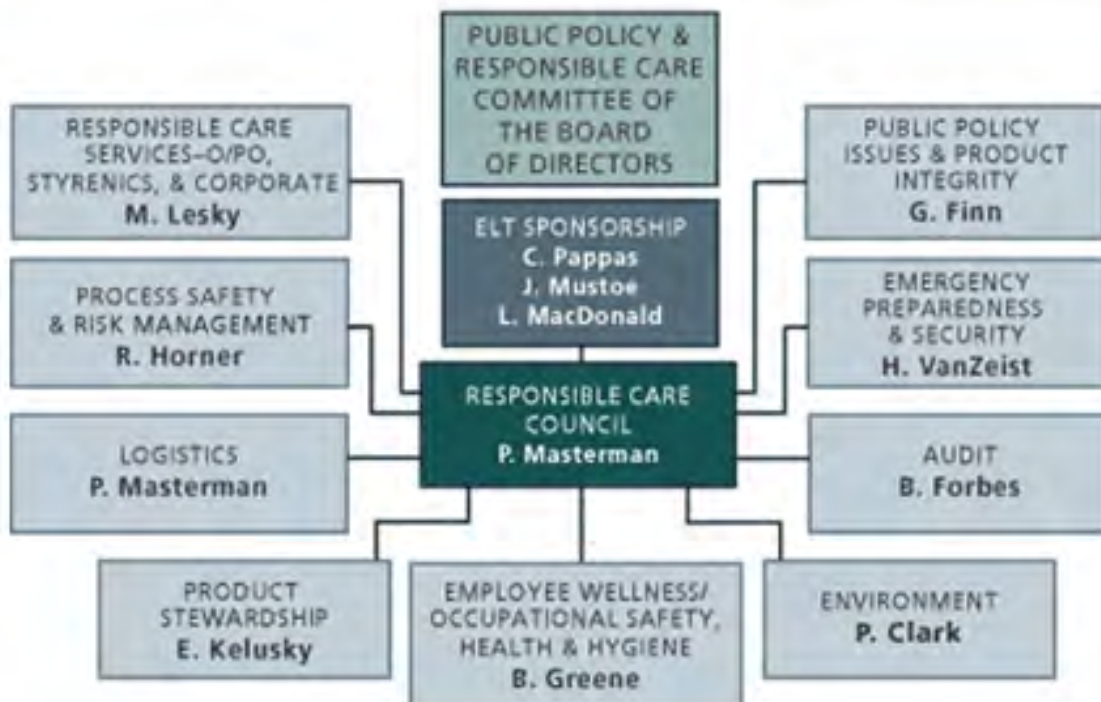 PUBLIC POLICY &
RESPONSIBLE CARE
COMMITTEE OF
THE BOARD
OF DIRECTORS
RESPONSIBLE CARE
SERVICES–O/PO,
STYRENICS, & CORPORATE
M. Lesky
PUBLIC POLICY
ISSUES & PRODUCT
INTEGRITY
G. Finn
ELT SPONSORSHIP
C. Pappas
J. Mustoe
L. MacDonald
PROCESS SAFETY
& RISK MANAGEMENT
R. Horner
EMERGENCY
PREPAREDNESS
& SECURITY
H. VanZeist
RESPONSIBLE CARE
COUNCIL
P. Masterman
LOGISTICS
P. Masterman
AUDIT
B. Forbes
PRODUCT
STEWARDSHIP
E. Kelusky
EMPLOYEE WELLNESS/
OCCUPATIONAL SAFETY,
HEALTH & HYGIENE
B. Greene
ENVIRONMENT
P. Clark